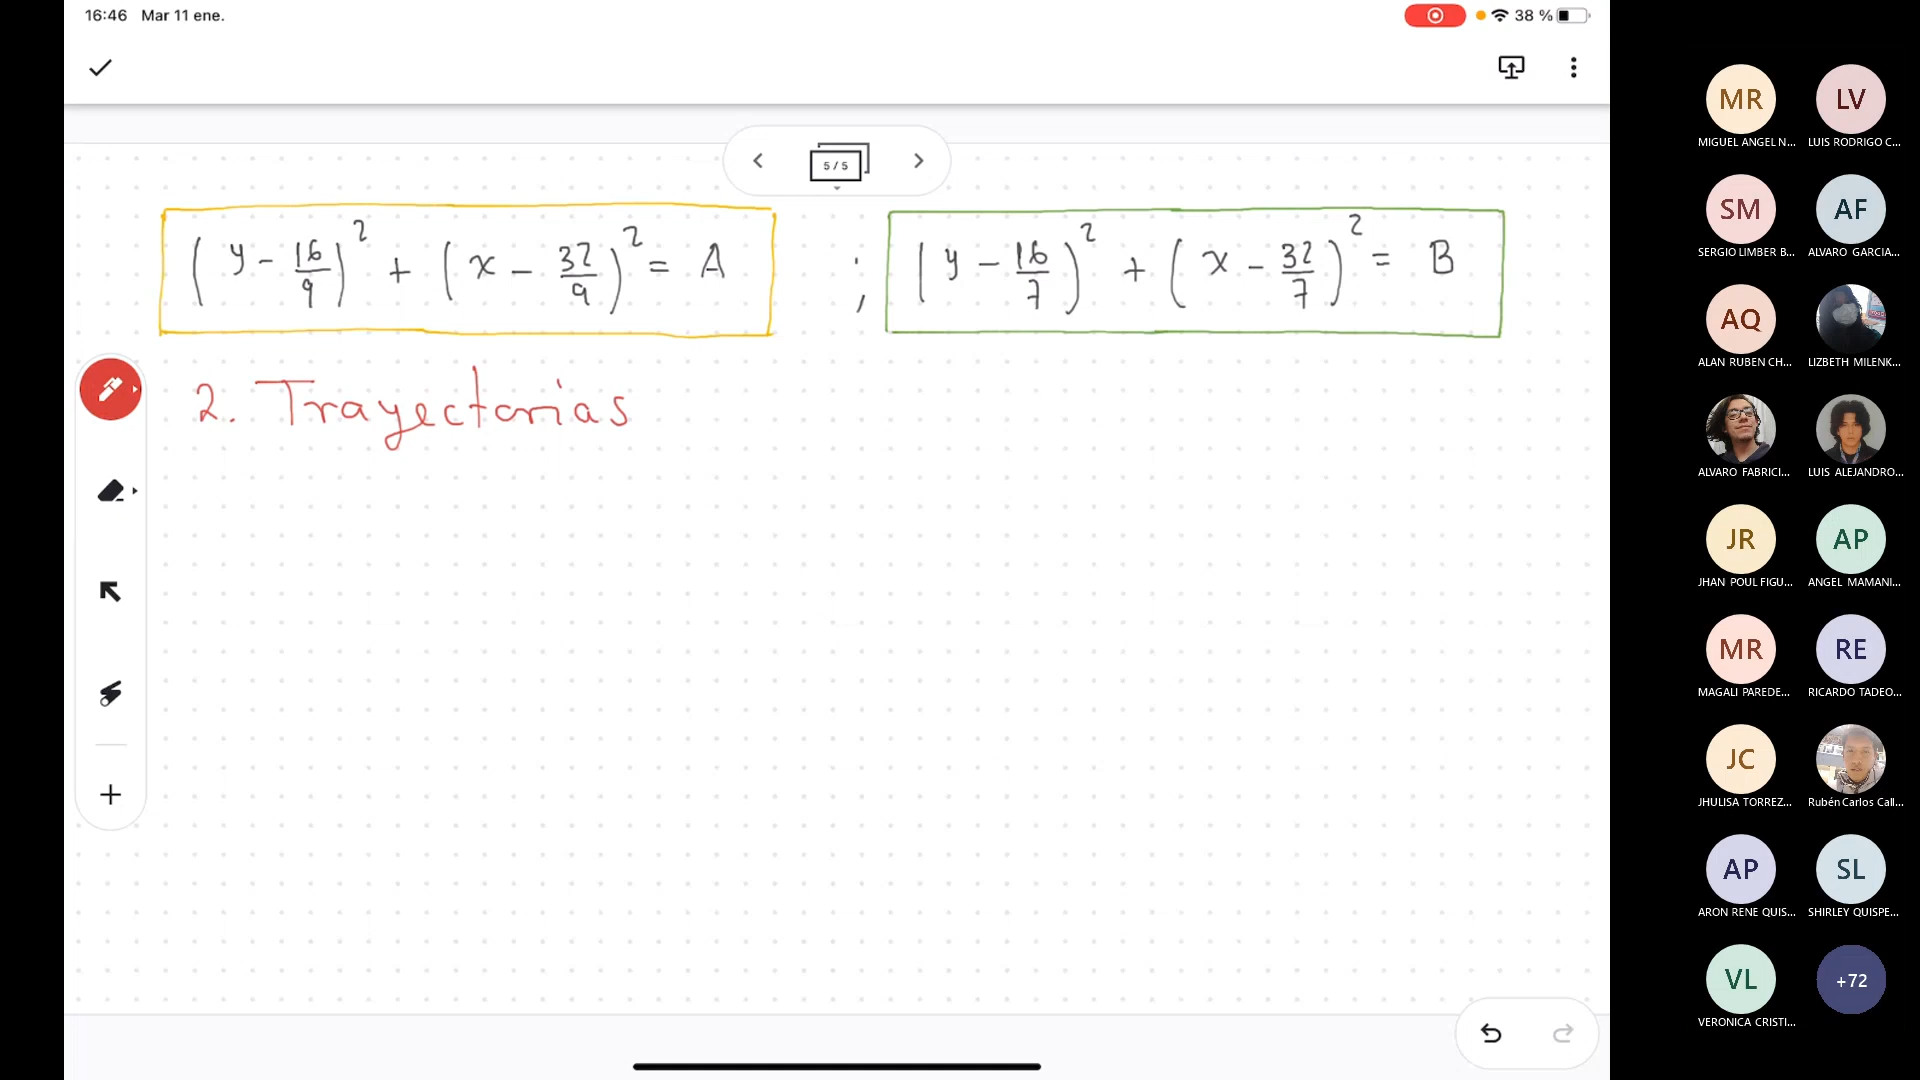 16:46 Mar 11 ene.
38 %
5 / 5
(y - 16/9)² + (x - 32/9)² = A ; (y - 16/7)² + (x - 32/7)² = B
2. Trayectorias
MR LV
MIGUEL ANGEL N... LUIS RODRIGO C...
SM AF
SERGIO LIMBER B... ALVARO GARCIA...
AQ
ALAN RUBEN CH... LIZBETH MILENK...
ALVARO FABRICI... LUIS ALEJANDRO...
JR AP
JHAN POUL FIGU... ANGEL MAMANI...
MR RE
MAGALI PAREDE... RICARDO TADEO...
JC
JHULISA TORREZ... Rubén Carlos Call...
AP SL
ARON RENE QUIS... SHIRLEY QUISPE...
VL +72
VERONICA CRISTI...